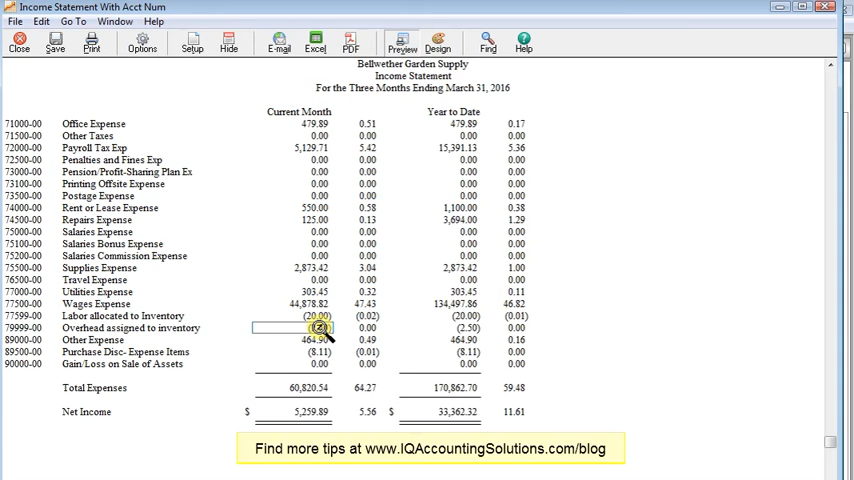 Income Statement With Acct Num
File Edit Go To Window Help
Close Save Print Options Setup Hide E-mail Excel PDF Preview Design Find Help
Bellwether Garden Supply
Income Statement
For the Three Months Ending March 31, 2016
Current Month Year to Date
71000-00 Office Expense 479.89 0.51 479.89 0.17
71500-00 Other Taxes 0.00 0.00 0.00 0.00
72000-00 Payroll Tax Exp 5,129.71 5.42 15,391.13 5.36
72500-00 Penalties and Fines Exp 0.00 0.00 0.00 0.00
73000-00 Pension/Profit-Sharing Plan Ex 0.00 0.00 0.00 0.00
73100-00 Printing Offsite Expense 0.00 0.00 0.00 0.00
73500-00 Postage Expense 0.00 0.00 0.00 0.00
74000-00 Rent or Lease Expense 550.00 0.58 1,100.00 0.38
74500-00 Repairs Expense 125.00 0.13 3,694.00 1.29
75000-00 Salaries Expense 0.00 0.00 0.00 0.00
75100-00 Salaries Bonus Expense 0.00 0.00 0.00 0.00
75200-00 Salaries Commission Expense 0.00 0.00 0.00 0.00
75500-00 Supplies Expense 2,873.42 3.04 2,873.42 1.00
76500-00 Travel Expense 0.00 0.00 0.00 0.00
77000-00 Utilities Expense 303.45 0.32 303.45 0.11
77500-00 Wages Expense 44,878.82 47.43 134,497.86 46.82
77599-00 Labor allocated to Inventory (20.00) (0.02) (20.00) (0.01)
79999-00 Overhead assigned to inventory 0.00 (2.50) 0.00
89000-00 Other Expense 464.90 0.49 464.90 0.16
89500-00 Purchase Disc- Expense Items (8.11) (0.01) (8.11) 0.00
90000-00 Gain/Loss on Sale of Assets 0.00 0.00 0.00 0.00
Total Expenses 60,820.54 64.27 170,862.70 59.48
Net Income $ 5,259.89 5.56 $ 33,362.32 11.61
Find more tips at www.IQAccountingSolutions.com/blog